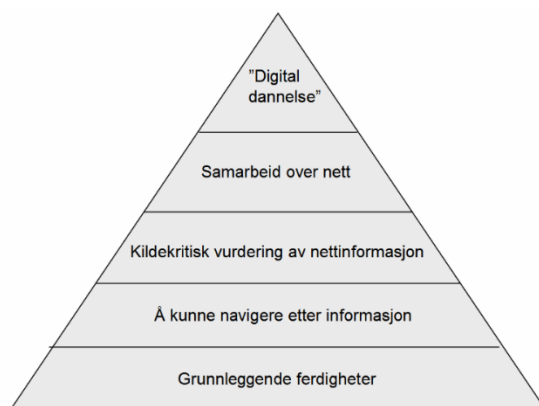 ”Digital
dannelse”
Samarbeid over nett
Kildekritisk vurdering av nettinformasjon
Å kunne navigere etter informasjon
Grunnleggende ferdigheter